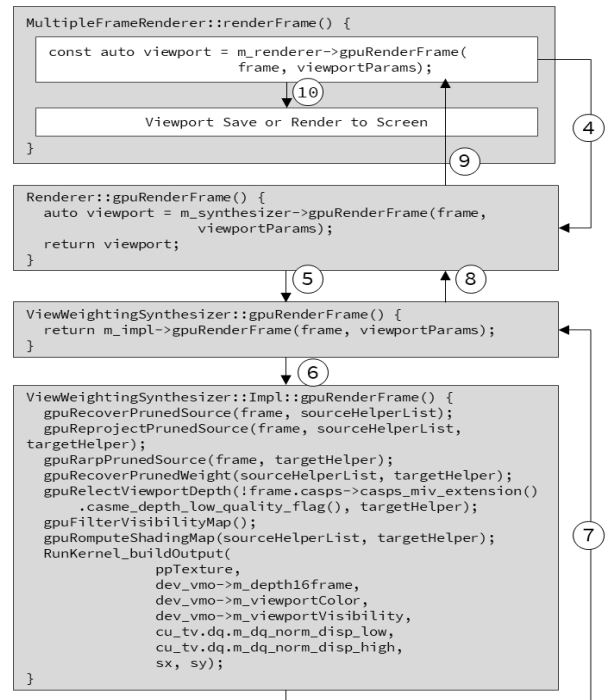 MultipleFrameRenderer::renderFrame() {
const auto viewport = m_renderer->gpuRenderFrame(
frame, viewportParams);
10
Viewport Save or Render to Screen
}
4
9
Renderer::gpuRenderFrame() {
auto viewport = m_synthesizer->gpuRenderFrame(frame,
viewportParams);
return viewport;
}
5
8
ViewWeightingSynthesizer::gpuRenderFrame() {
return m_impl->gpuRenderFrame(frame, viewportParams);
}
6
ViewWeightingSynthesizer::Impl::gpuRenderFrame() {
gpuRecoverPrunedSource(frame, sourceHelperList);
gpuReprojectPrunedSource(frame, sourceHelperList,
targetHelper);
gpuRarpPrunedSource(frame, targetHelper);
gpuRecoverPrunedWeight(sourceHelperList, targetHelper);
gpuRelectViewportDepth(!frame.casps->casps_miv_extension()
.casme_depth_low_quality_flag(), targetHelper);
gpuFilterVisibilityMap();
gpuRomputeShadingMap(sourceHelperList, targetHelper);
RunKernel_buildOutput(
ppTexture,
dev_vmo->m_depth16frame,
dev_vmo->m_viewportColor,
dev_vmo->m_viewportVisibility,
cu_tv.dq.m_dq_norm_disp_low,
cu_tv.dq.m_dq_norm_disp_high,
sx, sy);
}
7